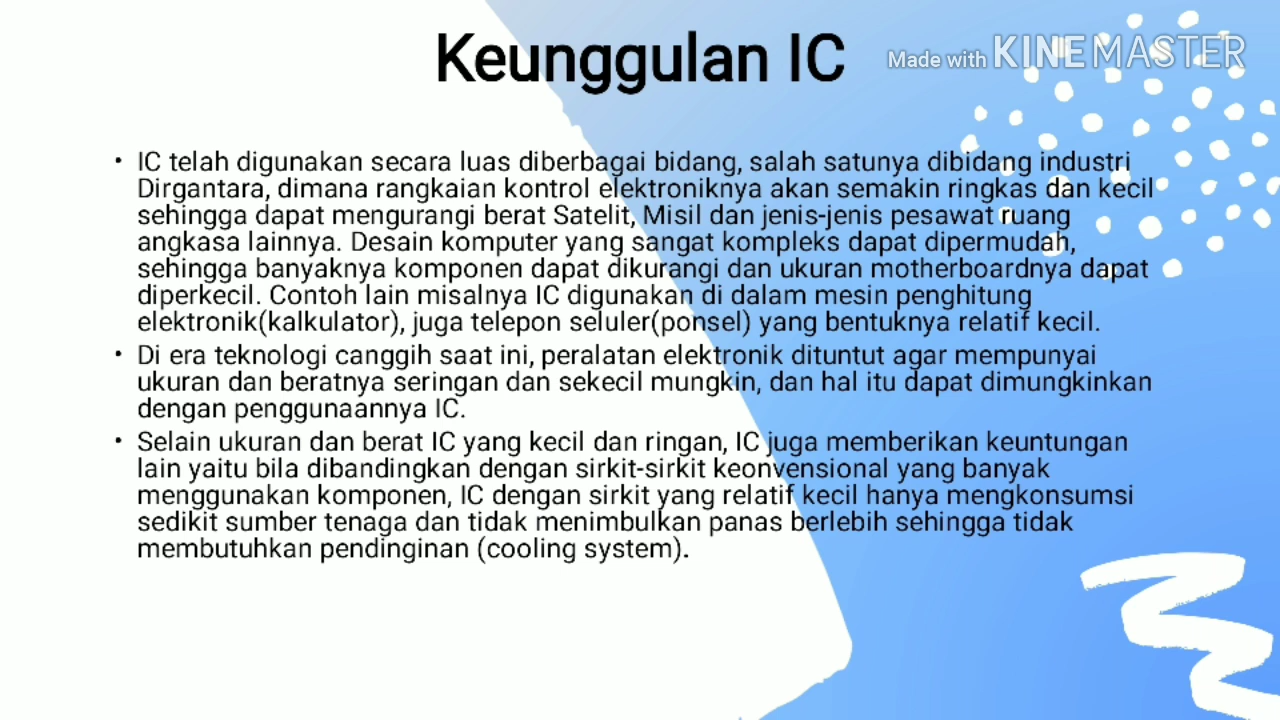 Keunggulan IC
Made with KINEMASTER
• IC telah digunakan secara luas diberbagai bidang, salah satunya dibidang industri
Dirgantara, dimana rangkaian kontrol elektroniknya akan semakin ringkas dan kecil
sehingga dapat mengurangi berat Satelit, Misil dan jenis-jenis pesawat ruang
angkasa lainnya. Desain komputer yang sangat kompleks dapat dipermudah,
sehingga banyaknya komponen dapat dikurangi dan ukuran motherboardnya dapat
diperkecil. Contoh lain misalnya IC digunakan di dalam mesin penghitung
elektronik(kalkulator), juga telepon seluler(ponsel) yang bentuknya relatif kecil.
• Di era teknologi canggih saat ini, peralatan elektronik dituntut agar mempunyai
ukuran dan beratnya seringan dan sekecil mungkin, dan hal itu dapat dimungkinkan
dengan penggunaannya IC.
• Selain ukuran dan berat IC yang kecil dan ringan, IC juga memberikan keuntungan
lain yaitu bila dibandingkan dengan sirkit-sirkit keonvensional yang banyak
menggunakan komponen, IC dengan sirkit yang relatif kecil hanya mengkonsumsi
sedikit sumber tenaga dan tidak menimbulkan panas berlebih sehingga tidak
membutuhkan pendinginan (cooling system).